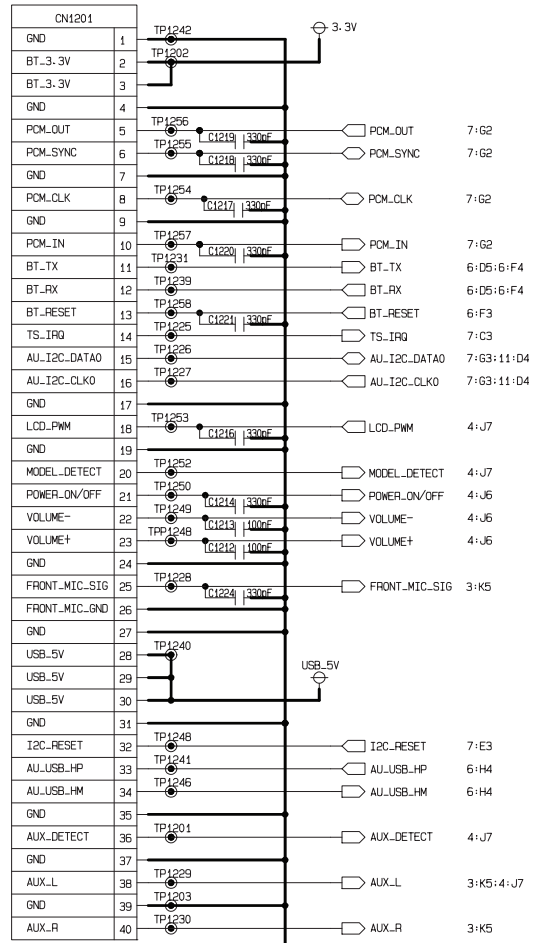 CN1201
GND 1 TP1242 3.3V
BT_3.3V 2 TP1202
BT_3.3V 3
GND 4
PCM_OUT 5 TP1256 C1219 330pF PCM_OUT 7:G2
PCM_SYNC 6 TP1255 C1218 330pF PCM_SYNC 7:G2
GND 7
PCM_CLK 8 TP1254 C1217 330pF PCM_CLK 7:G2
GND 9
PCM_IN 10 TP1257 C1220 330pF PCM_IN 7:G2
BT_TX 11 TP1231 BT_TX 6:D5;6:F4
BT_RX 12 TP1239 BT_RX 6:D5;6:F4
BT_RESET 13 TP1258 C1221 330pF BT_RESET 6:F3
TS_IRQ 14 TP1225 TS_IRQ 7:C3
AU_I2C_DATA0 15 TP1226 AU_I2C_DATA0 7:G3;11:D4
AU_I2C_CLK0 16 TP1227 AU_I2C_CLK0 7:G3;11:D4
GND 17
LCD_PWM 18 TP1253 C1216 330pF LCD_PWM 4:J7
GND 19
MODEL_DETECT 20 TP1252 MODEL_DETECT 4:J7
POWER_ON/OFF 21 TP1250 C1214 330pF POWER_ON/OFF 4:J6
VOLUME- 22 TP1249 C1213 100pF VOLUME- 4:J6
VOLUME+ 23 TPP1248 C1212 100pF VOLUME+ 4:J6
GND 24
FRONT_MIC_SIG 25 TP1228 C1224 330pF FRONT_MIC_SIG 3:K5
FRONT_MIC_GND 26
GND 27
USB_5V 28 TP1240 USB_5V
USB_5V 29
USB_5V 30
GND 31
I2C_RESET 32 TP1248 I2C_RESET 7:E3
AU_USB_HP 33 TP1241 AU_USB_HP 6:H4
AU_USB_HM 34 TP1246 AU_USB_HM 6:H4
GND 35
AUX_DETECT 36 TP1201 AUX_DETECT 4:J7
GND 37
AUX_L 38 TP1229 AUX_L 3:K5;4:J7
GND 39 TP1203
AUX_R 40 TP1230 AUX_R 3:K5